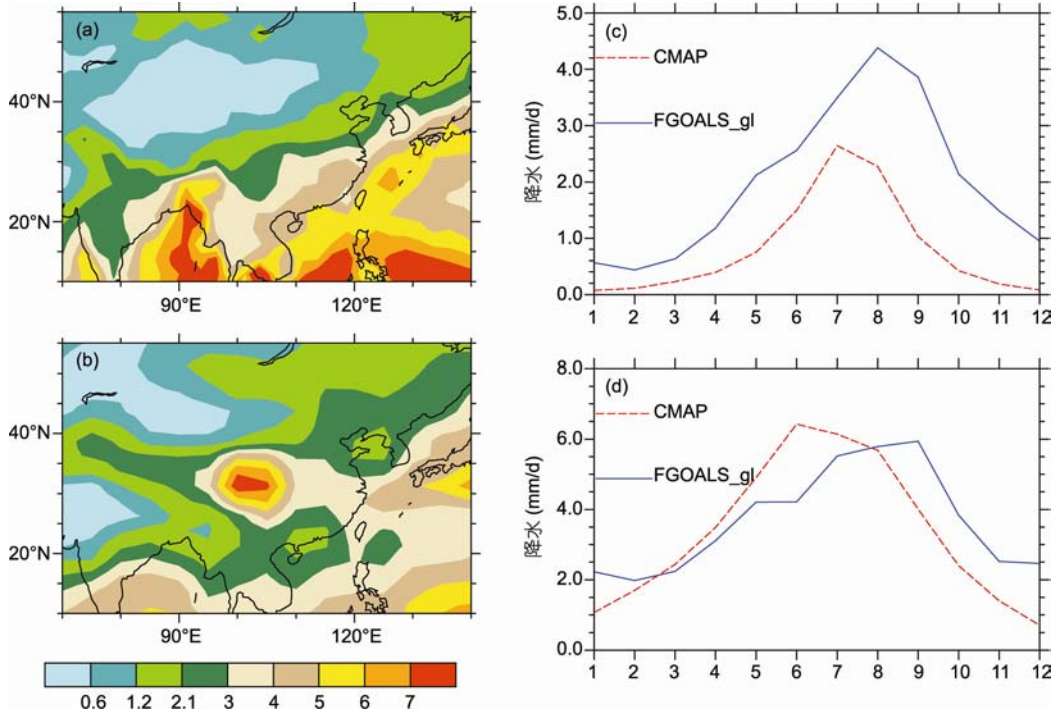 (a)
40°N
20°N
90°E 120°E
(b)
40°N
20°N
90°E 120°E
0.6 1.2 2.1 3 4 5 6 7
(c)
CMAP
FGOALS_gl
降水 (mm/d)
5.0
4.0
3.0
2.0
1.0
0.0
1 2 3 4 5 6 7 8 9 10 11 12
(d)
CMAP
FGOALS_gl
降水 (mm/d)
8.0
6.0
4.0
2.0
0.0
1 2 3 4 5 6 7 8 9 10 11 12